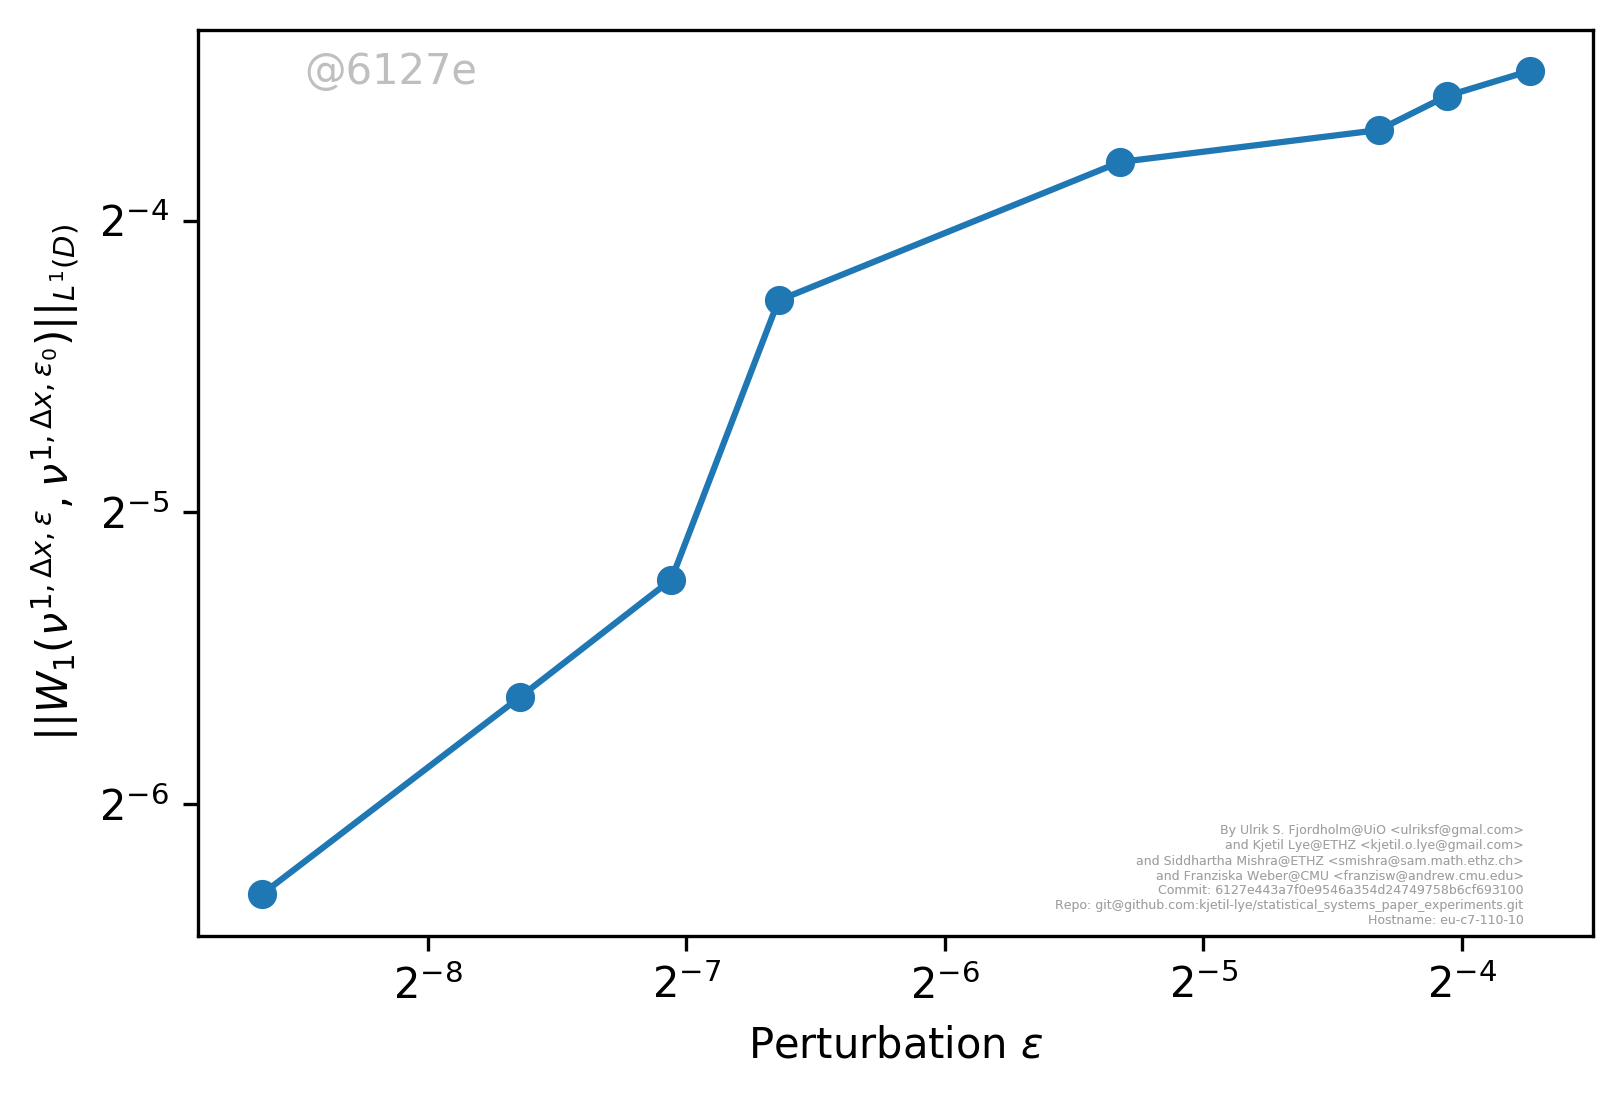 @6127e
||W₁(ν^{1,Δx,ε}, ν^{1,Δx,ε₀})||_{L¹(D)}
2⁻⁴
2⁻⁵
2⁻⁶
By Ulrik S. Fjordholm@UiO <ulriksf@gmal.com>
and Kjetil Lye@ETHZ <kjetil.o.lye@gmail.com>
and Siddhartha Mishra@ETHZ <smishra@sam.math.ethz.ch>
and Franziska Weber@CMU <franzisw@andrew.cmu.edu>
Commit: 6127e443a7f0e9546a354d24749758b6cf693100
Repo: git@github.com:kjetil-lye/statistical_systems_paper_experiments.git
Hostname: eu-c7-110-10
2⁻⁸ 2⁻⁷ 2⁻⁶ 2⁻⁵ 2⁻⁴
Perturbation ε